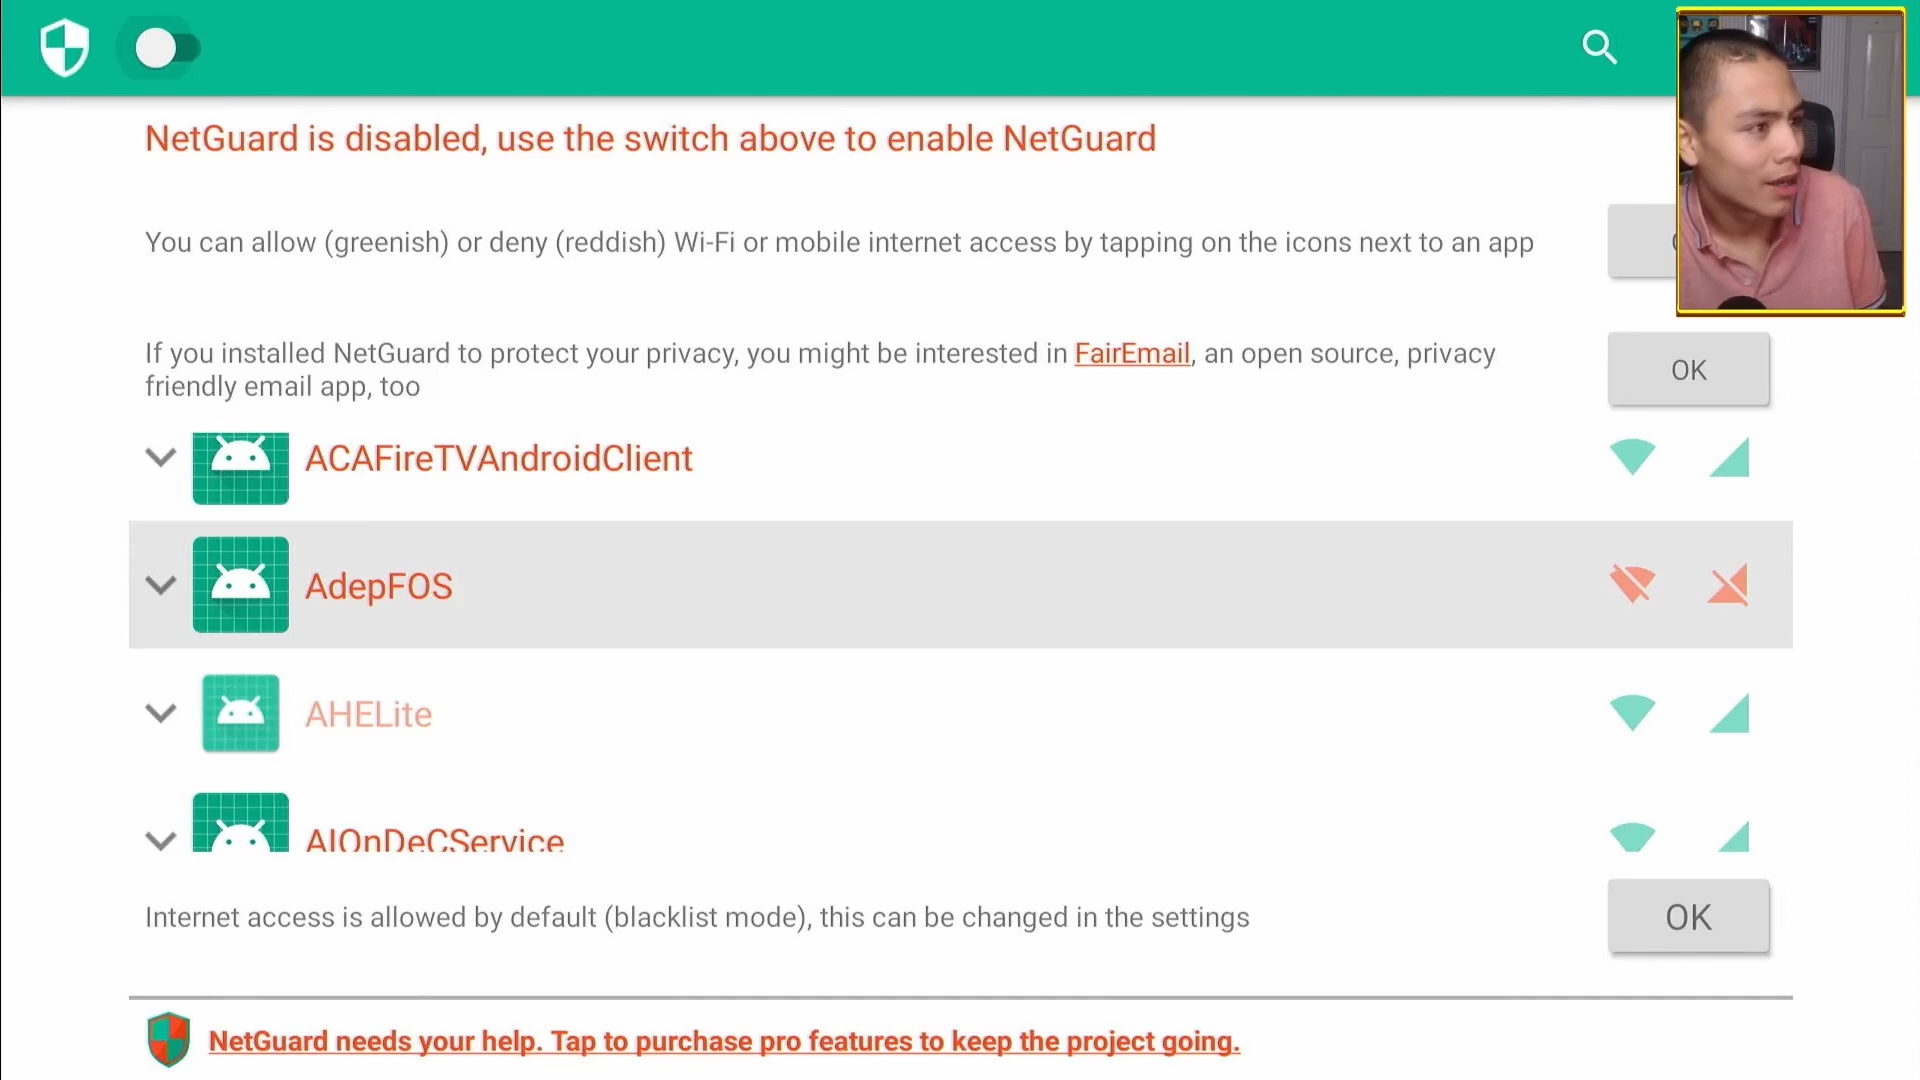 NetGuard is disabled, use the switch above to enable NetGuard
You can allow (greenish) or deny (reddish) Wi-Fi or mobile internet access by tapping on the icons next to an app
If you installed NetGuard to protect your privacy, you might be interested in FairEmail, an open source, privacy
friendly email app, too
OK
ACAFireTVAndroidClient
AdepFOS
AHELite
AIOnDeCService
Internet access is allowed by default (blacklist mode), this can be changed in the settings
OK
NetGuard needs your help. Tap to purchase pro features to keep the project going.